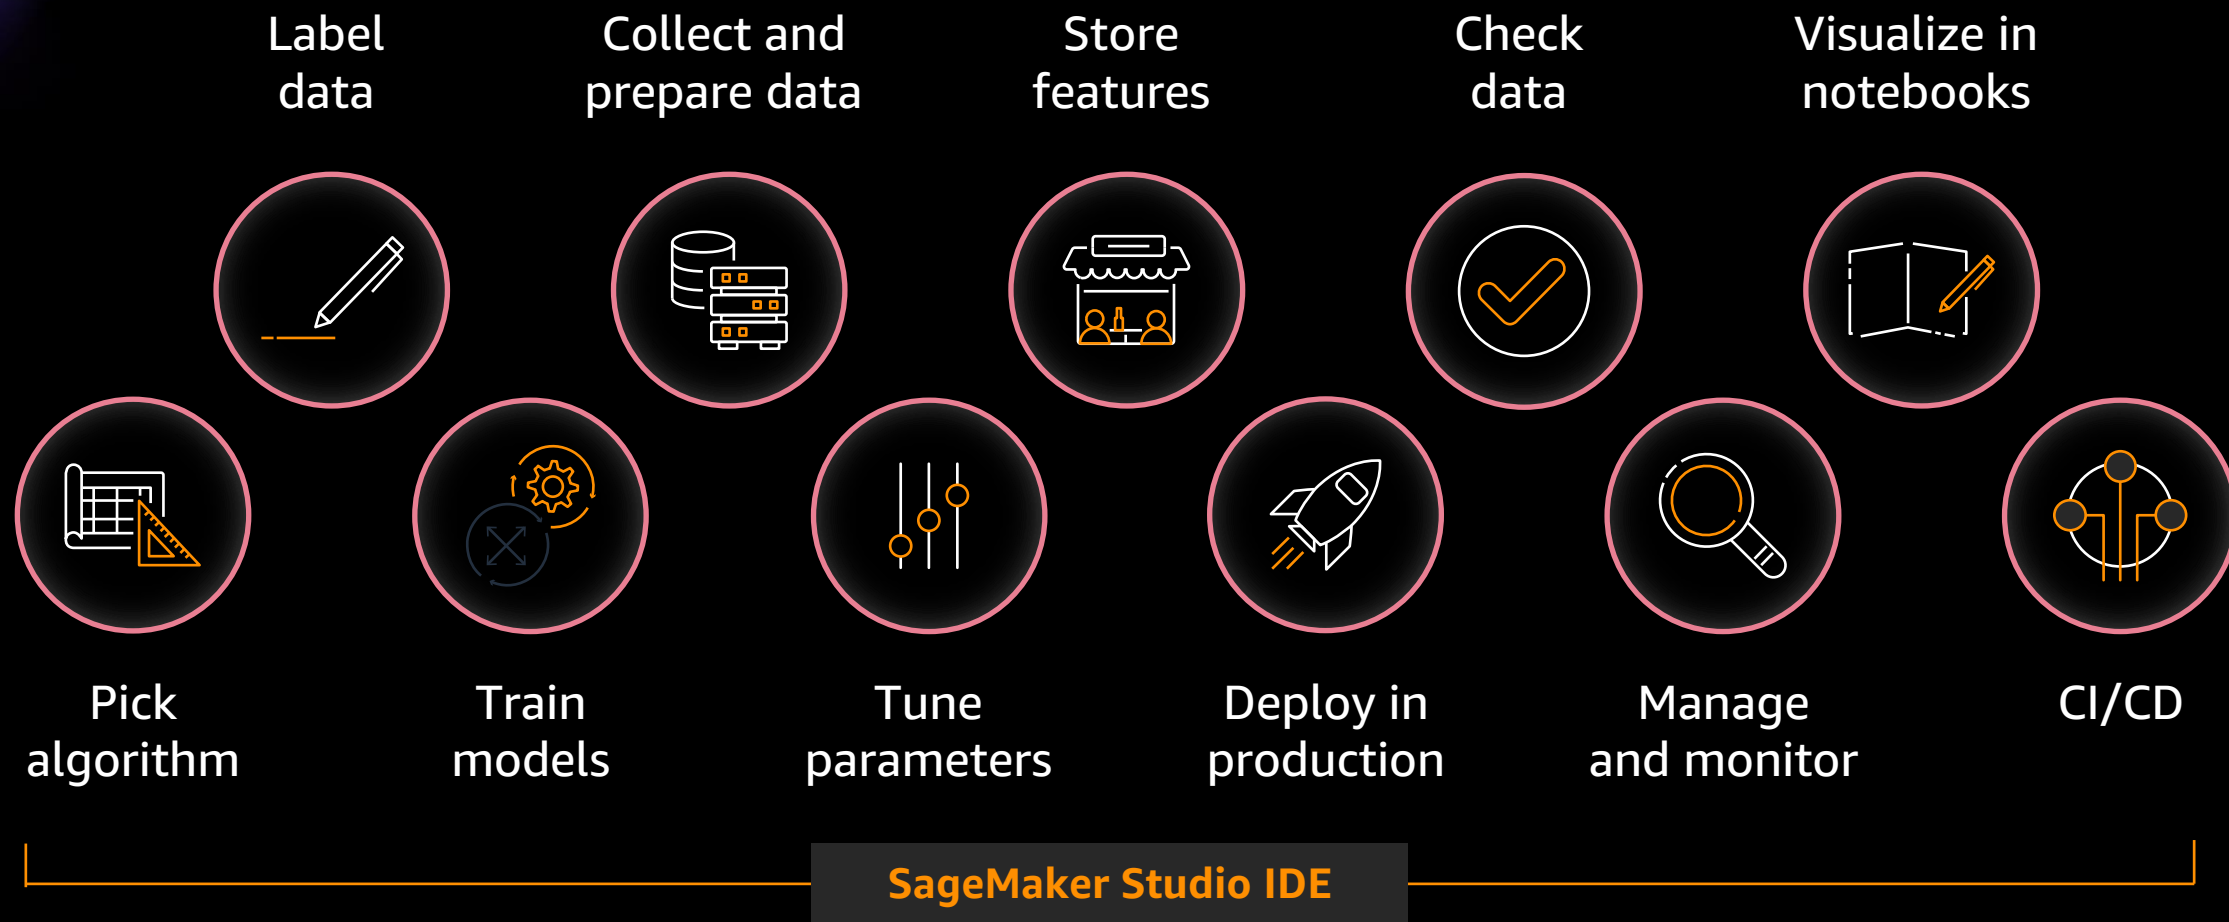 Label
data
Collect and
prepare data
Store
features
Check
data
Visualize in
notebooks
Pick
algorithm
Train
models
Tune
parameters
Deploy in
production
Manage
and monitor
CI/CD
SageMaker Studio IDE